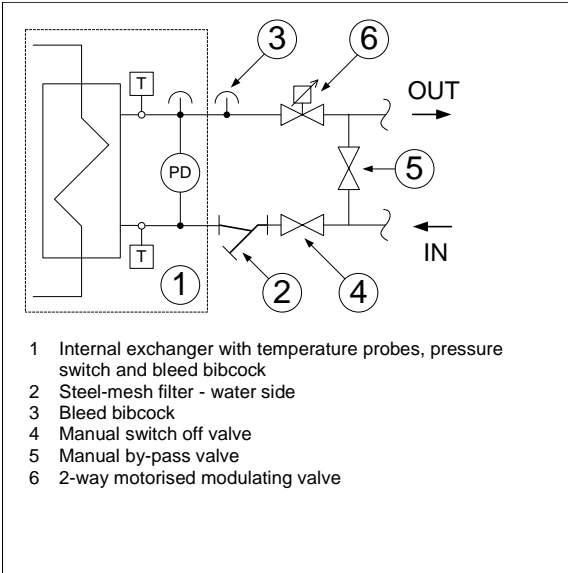 3
6
T
OUT
PD
5
T
IN
1
2
4
1 Internal exchanger with temperature probes, pressure
switch and bleed bibcock
2 Steel-mesh filter - water side
3 Bleed bibcock
4 Manual switch off valve
5 Manual by-pass valve
6 2-way motorised modulating valve